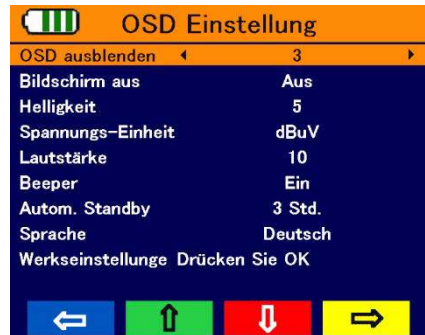 OSD Einstellung
OSD ausblenden 3
Bildschirm aus Aus
Helligkeit 5
Spannungs-Einheit dBuV
Lautstärke 10
Beeper Ein
Autom. Standby 3 Std.
Sprache Deutsch
Werkseinstellunge Drücken Sie OK